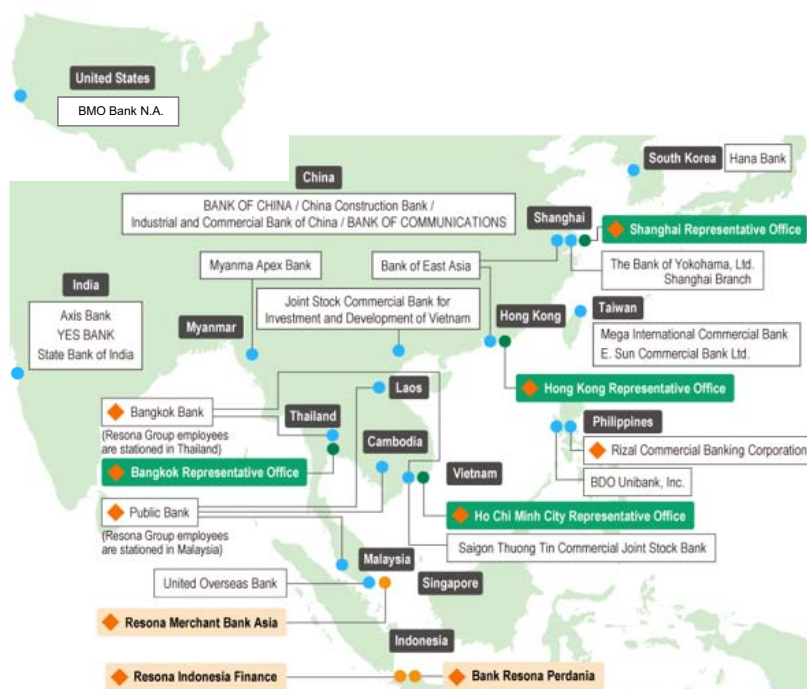 United States
BMO Bank N.A.
South Korea
Hana Bank
China
BANK OF CHINA / China Construction Bank /
Industrial and Commercial Bank of China / BANK OF COMMUNICATIONS
Shanghai
Shanghai Representative Office
Myanma Apex Bank
Bank of East Asia
The Bank of Yokohama, Ltd.
Shanghai Branch
India
Axis Bank
YES BANK
State Bank of India
Joint Stock Commercial Bank for
Investment and Development of Vietnam
Myanmar
Hong Kong
Taiwan
Mega International Commercial Bank
E. Sun Commercial Bank Ltd.
Laos
Hong Kong Representative Office
Bangkok Bank
(Resona Group employees
are stationed in Thailand)
Thailand
Philippines
Cambodia
Rizal Commercial Banking Corporation
Bangkok Representative Office
Vietnam
BDO Unibank, Inc.
Public Bank
(Resona Group employees
are stationed in Malaysia)
Ho Chi Minh City Representative Office
Saigon Thuong Tin Commercial Joint Stock Bank
Malaysia
United Overseas Bank
Singapore
Resona Merchant Bank Asia
Indonesia
Resona Indonesia Finance
Bank Resona Perdania